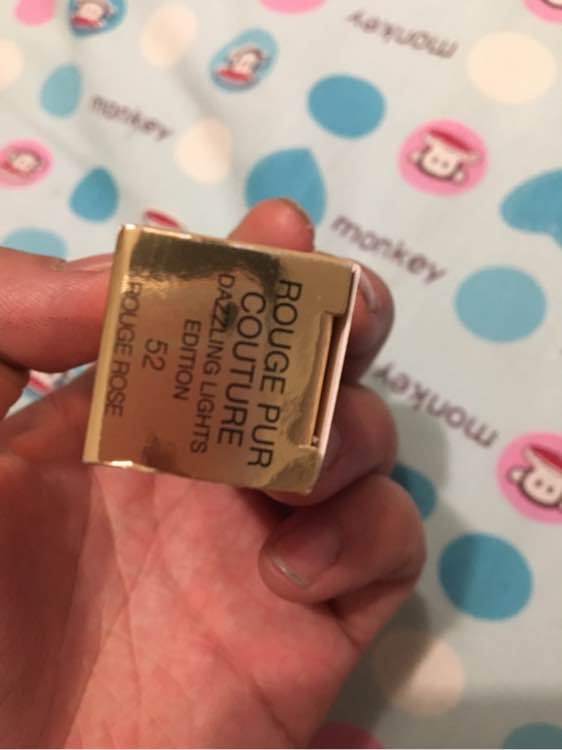 ROUGE PUR
COUTURE
DAZZLING LIGHTS
EDITION
52
ROUGE ROSE
monkey
monkey
monkey
monkey